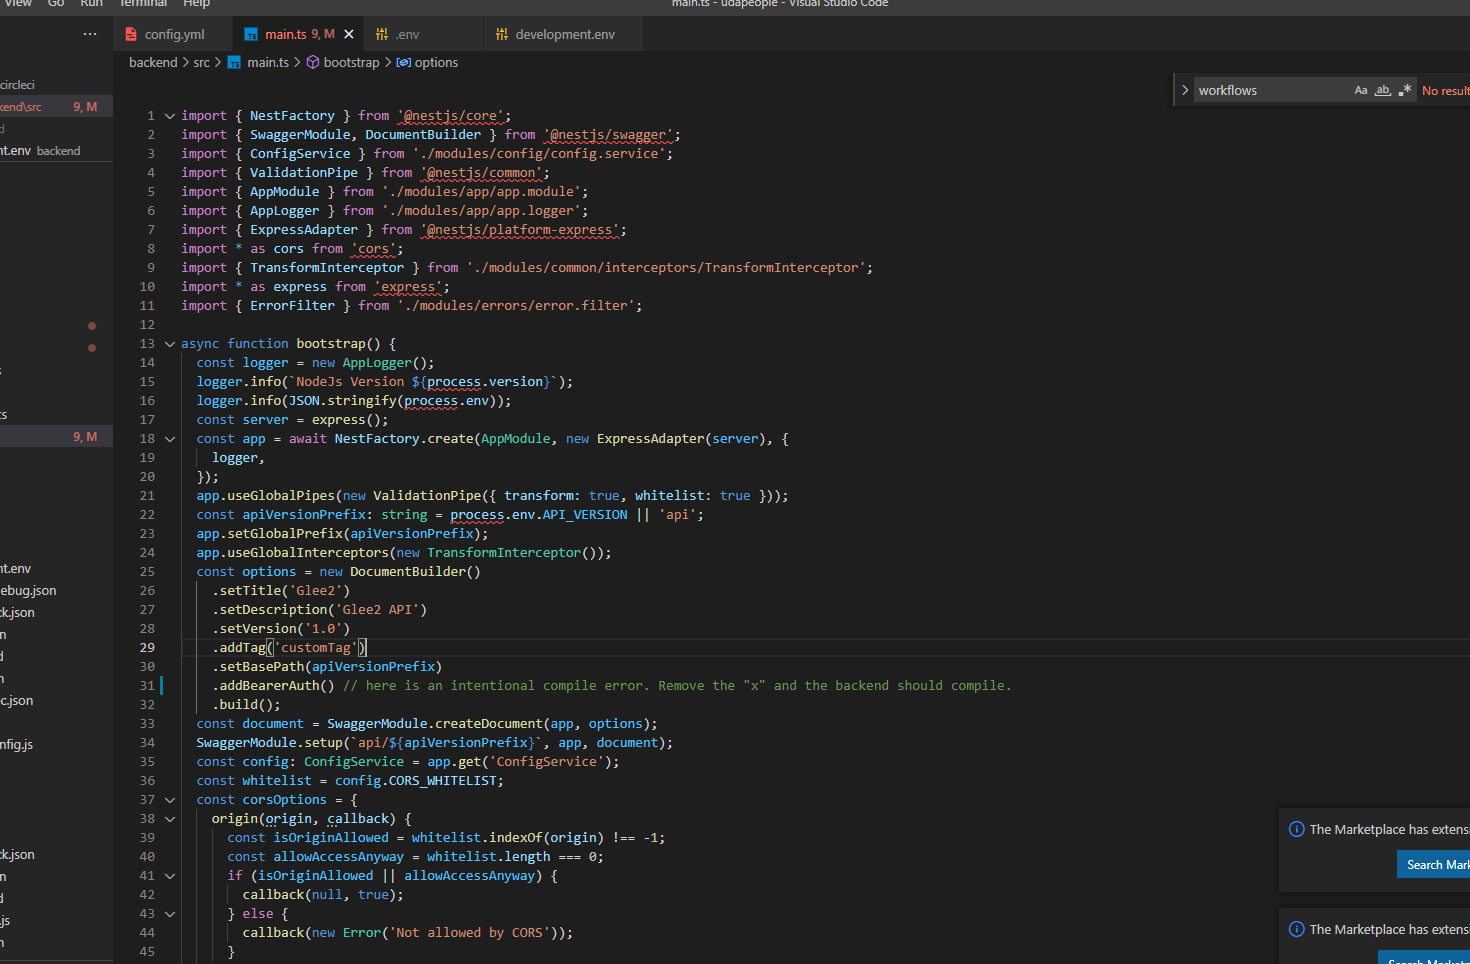 View Go Run Terminal Help
main.ts - udapeople - Visual Studio Code
config.yml
main.ts 9, M
.env
development.env
backend > src > main.ts > bootstrap > options
circleci
kend\src 9, M
nt.env backend
workflows
Aa ab .*
No result
1 import { NestFactory } from '@nestjs/core';
2 import { SwaggerModule, DocumentBuilder } from '@nestjs/swagger';
3 import { ConfigService } from './modules/config/config.service';
4 import { ValidationPipe } from '@nestjs/common';
5 import { AppModule } from './modules/app/app.module';
6 import { AppLogger } from './modules/app/app.logger';
7 import { ExpressAdapter } from '@nestjs/platform-express';
8 import * as cors from 'cors';
9 import { TransformInterceptor } from './modules/common/interceptors/TransformInterceptor';
10 import * as express from 'express';
11 import { ErrorFilter } from './modules/errors/error.filter';
12
13 async function bootstrap() {
14 const logger = new AppLogger();
15 logger.info(`NodeJs Version ${process.version}`);
16 logger.info(JSON.stringify(process.env));
17 const server = express();
18 const app = await NestFactory.create(AppModule, new ExpressAdapter(server), {
19 logger,
20 });
21 app.useGlobalPipes(new ValidationPipe({ transform: true, whitelist: true }));
22 const apiVersionPrefix: string = process.env.API_VERSION || 'api';
23 app.setGlobalPrefix(apiVersionPrefix);
24 app.useGlobalInterceptors(new TransformInterceptor());
25 const options = new DocumentBuilder()
26 .setTitle('Glee2')
27 .setDescription('Glee2 API')
28 .setVersion('1.0')
29 .addTag('customTag')
30 .setBasePath(apiVersionPrefix)
31 .addBearerAuth() // here is an intentional compile error. Remove the "x" and the backend should compile.
32 .build();
33 const document = SwaggerModule.createDocument(app, options);
34 SwaggerModule.setup(`api/${apiVersionPrefix}`, app, document);
35 const config: ConfigService = app.get('ConfigService');
36 const whitelist = config.CORS_WHITELIST;
37 const corsOptions = {
38 origin(origin, callback) {
39 const isOriginAllowed = whitelist.indexOf(origin) !== -1;
40 const allowAccessAnyway = whitelist.length === 0;
41 if (isOriginAllowed || allowAccessAnyway) {
42 callback(null, true);
43 } else {
44 callback(new Error('Not allowed by CORS'));
45 }
ts
9, M
nt.env
ebug.json
ck.json
n
d
n
c.json
nfig.js
ck.json
n
d
js
n
The Marketplace has extensi
Search Mark
The Marketplace has extensi
Search Marketp